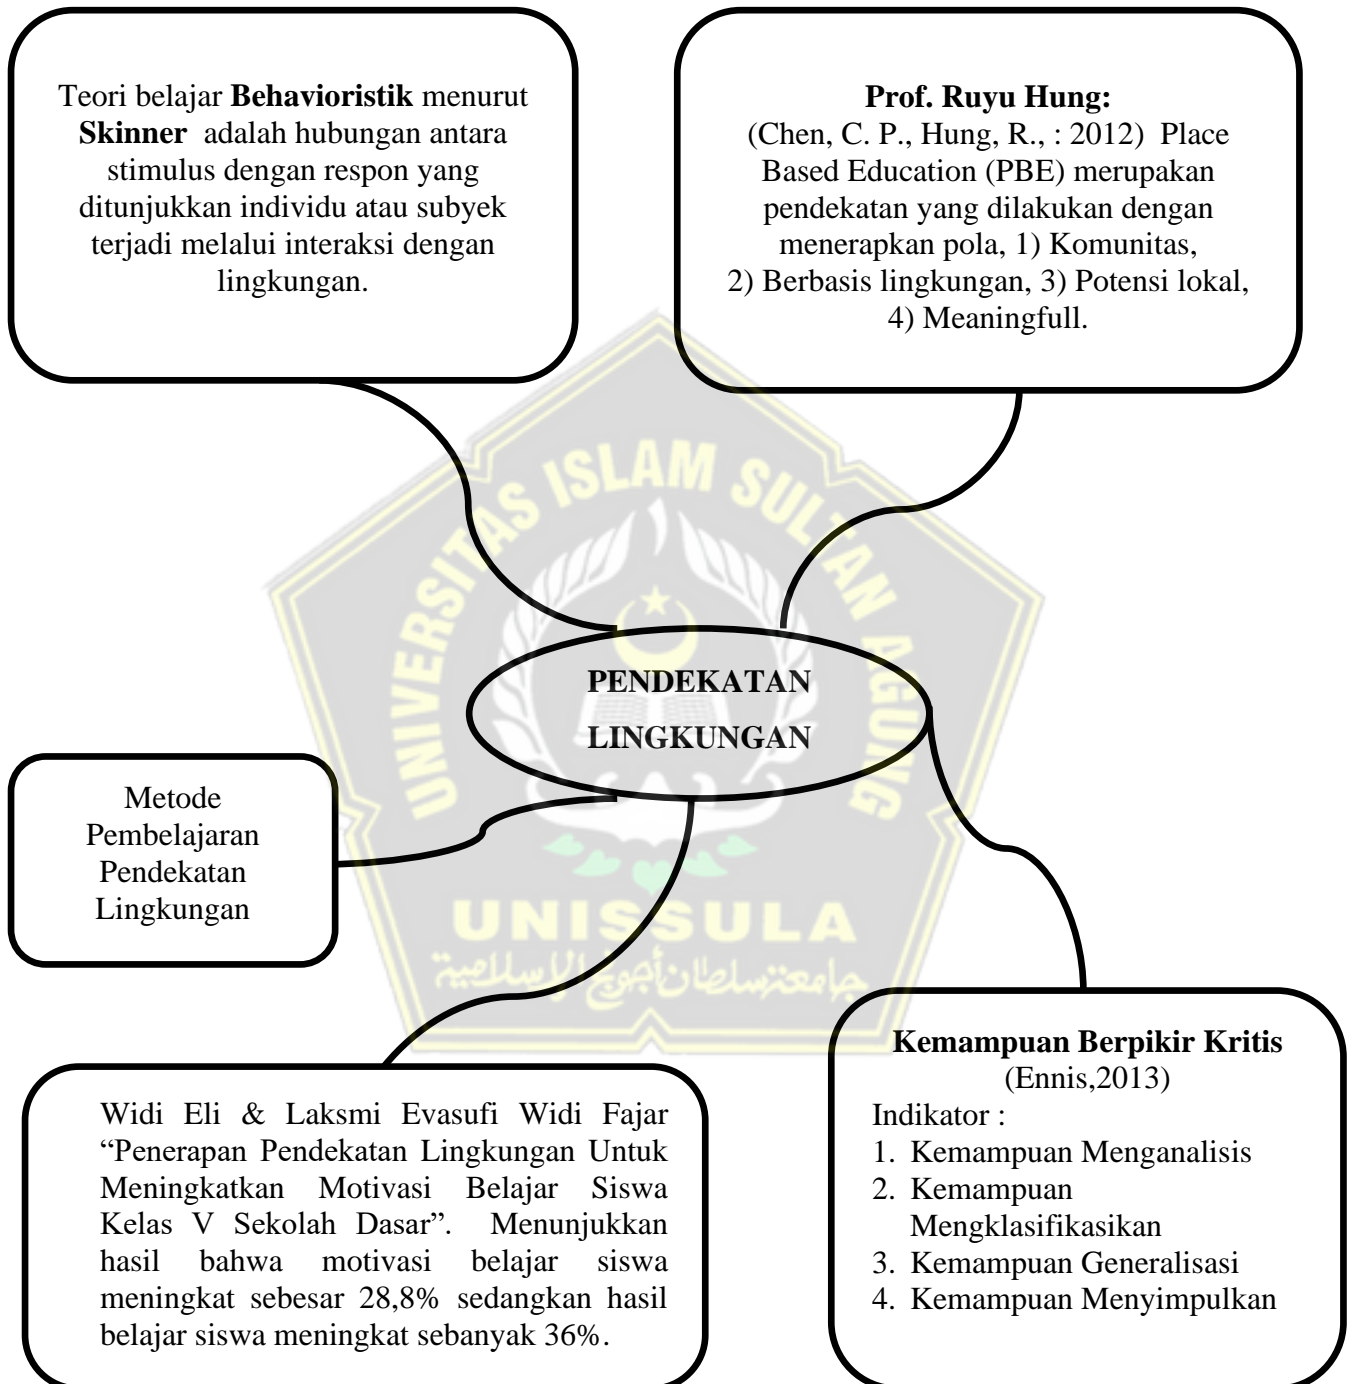 Teori belajar Behavioristik menurut
Skinner adalah hubungan antara
stimulus dengan respon yang
ditunjukkan individu atau subyek
terjadi melalui interaksi dengan
lingkungan.
Prof. Ruyu Hung:
(Chen, C. P., Hung, R., : 2012) Place
Based Education (PBE) merupakan
pendekatan yang dilakukan dengan
menerapkan pola, 1) Komunitas,
2) Berbasis lingkungan, 3) Potensi lokal,
4) Meaningfull.
UNIVERSITAS ISLAM SULTAN AGUNG
PENDEKATAN
LINGKUNGAN
Metode
Pembelajaran
Pendekatan
Lingkungan
UNISSULA
جامعة سلطان أجونج الإسلامية
Widi Eli & Laksmi Evasufi Widi Fajar
“Penerapan Pendekatan Lingkungan Untuk
Meningkatkan Motivasi Belajar Siswa
Kelas V Sekolah Dasar”. Menunjukkan
hasil bahwa motivasi belajar siswa
meningkat sebesar 28,8% sedangkan hasil
belajar siswa meningkat sebanyak 36%.
Kemampuan Berpikir Kritis
(Ennis,2013)
Indikator :
1. Kemampuan Menganalisis
2. Kemampuan
Mengklasifikasikan
3. Kemampuan Generalisasi
4. Kemampuan Menyimpulkan